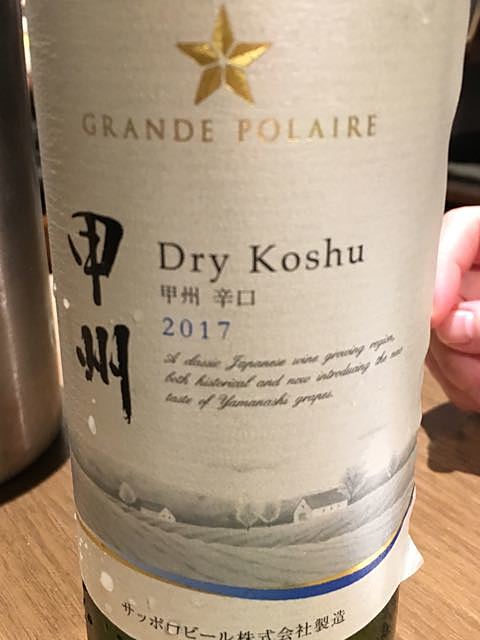 GRANDE POLAIRE
甲州
Dry Koshu
甲州 辛口
2017
A classic Japanese wine growing region,
both historical and now introducing the new
taste of Yamanashi grapes.
サッポロビール株式会社製造